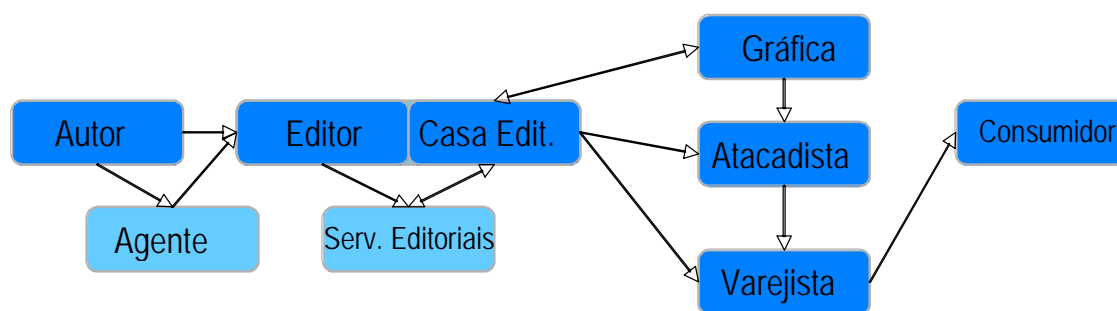 Gráfica
Autor
Editor
Casa Edit.
Atacadista
Consumidor
Agente
Serv. Editoriais
Varejista